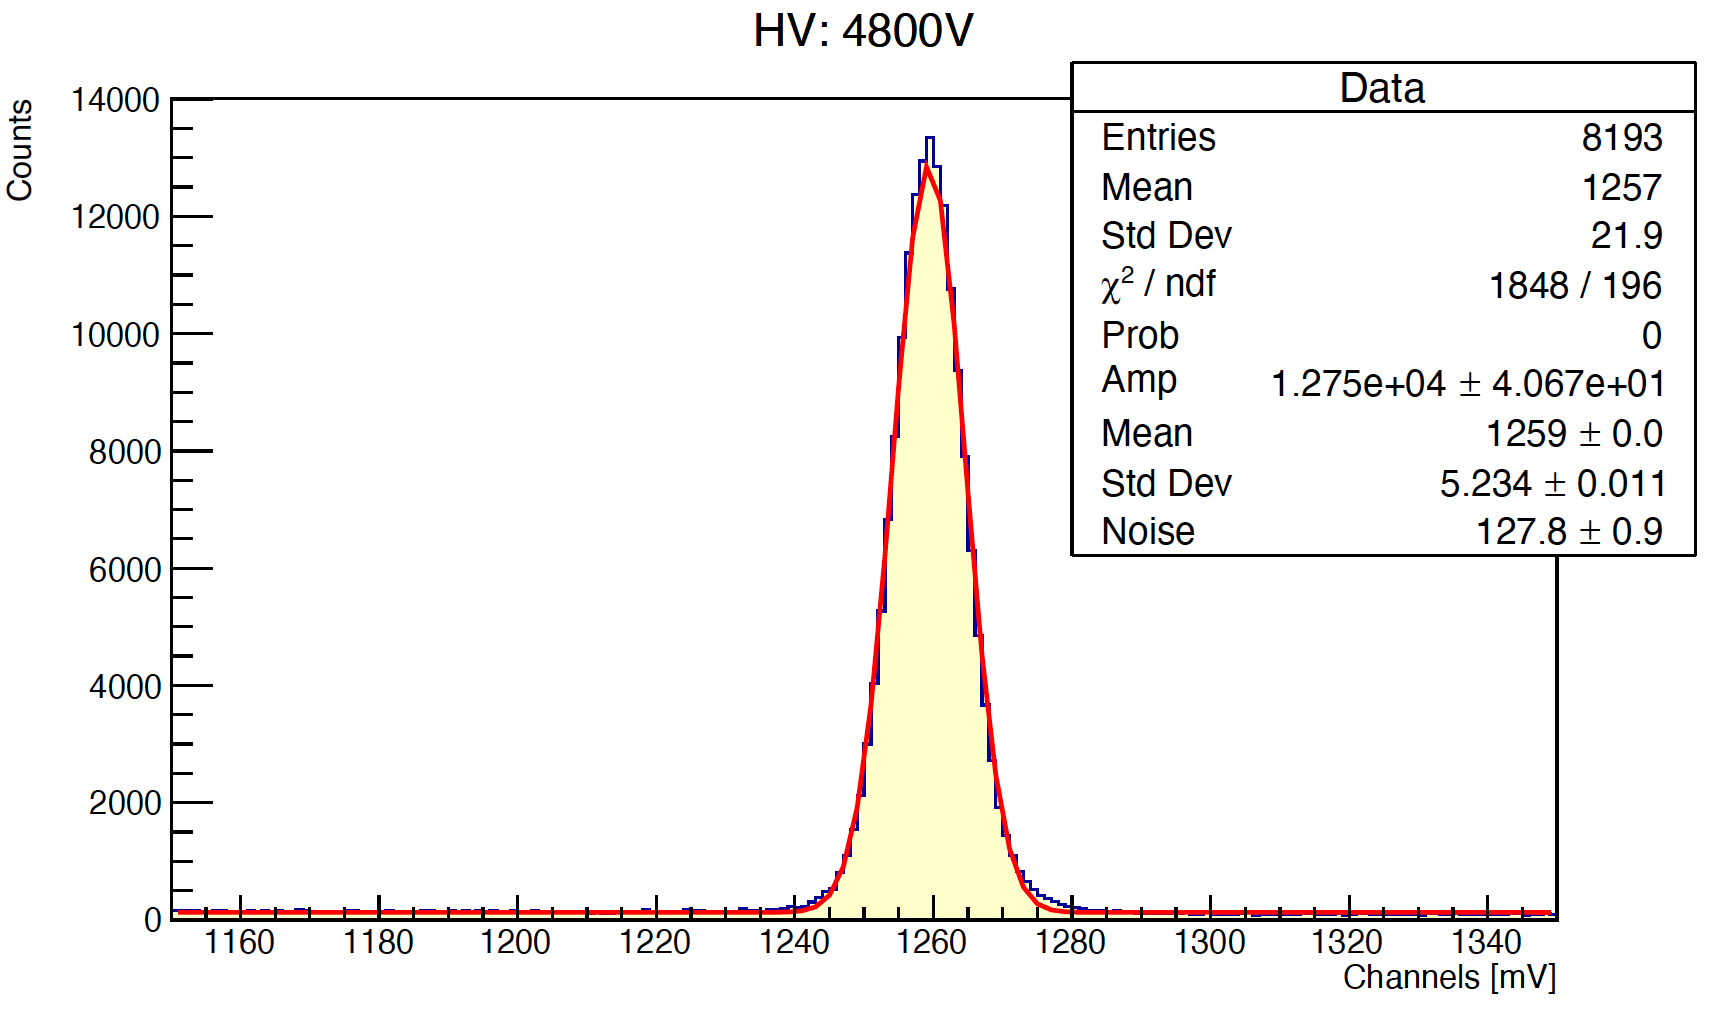 HV: 4800V
Counts
14000
12000
10000
8000
6000
4000
2000
0
1160 1180 1200 1220 1240 1260 1280 1300 1320 1340
Channels [mV]
Data
Entries 8193
Mean 1257
Std Dev 21.9
χ² / ndf 1848 / 196
Prob 0
Amp 1.275e+04 ± 4.067e+01
Mean 1259 ± 0.0
Std Dev 5.234 ± 0.011
Noise 127.8 ± 0.9